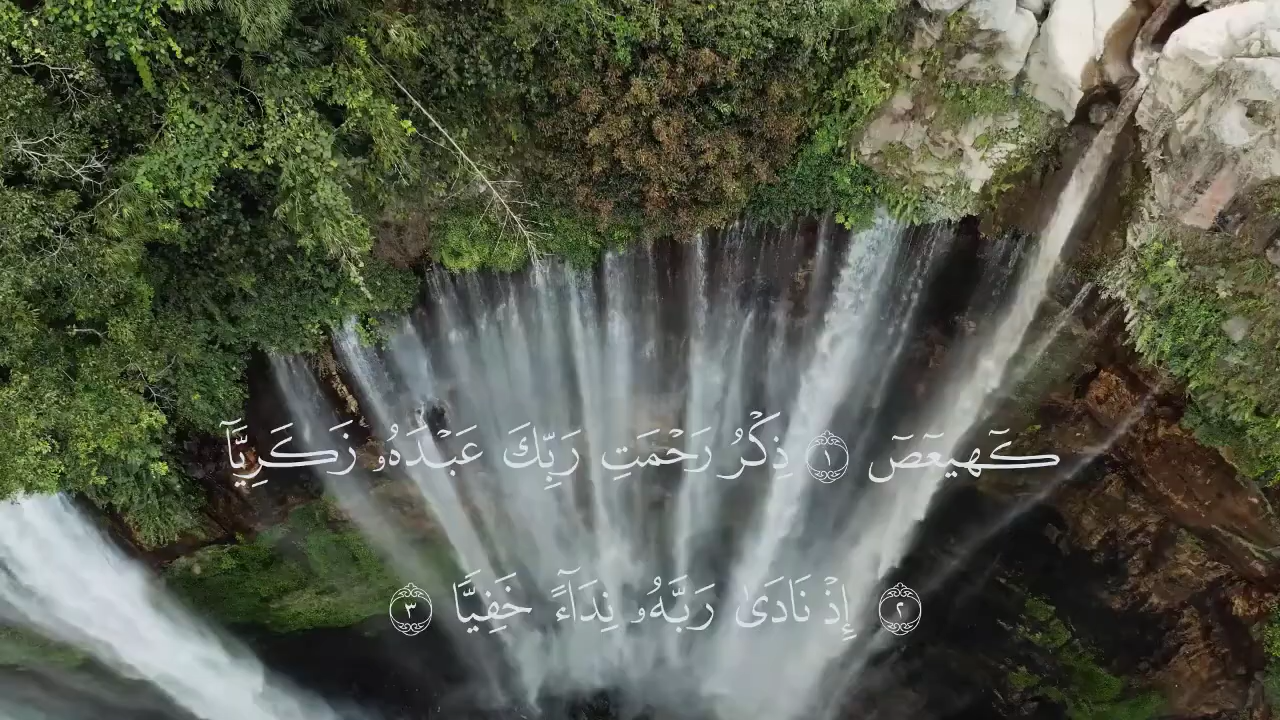 كٓهيعٓصٓ ١ ذِكْرُ رَحْمَتِ رَبِّكَ عَبْدَهُۥ زَكَرِيَّآ
٢ إِذْ نَادَىٰ رَبَّهُۥ نِدَآءً خَفِيًّا ٣